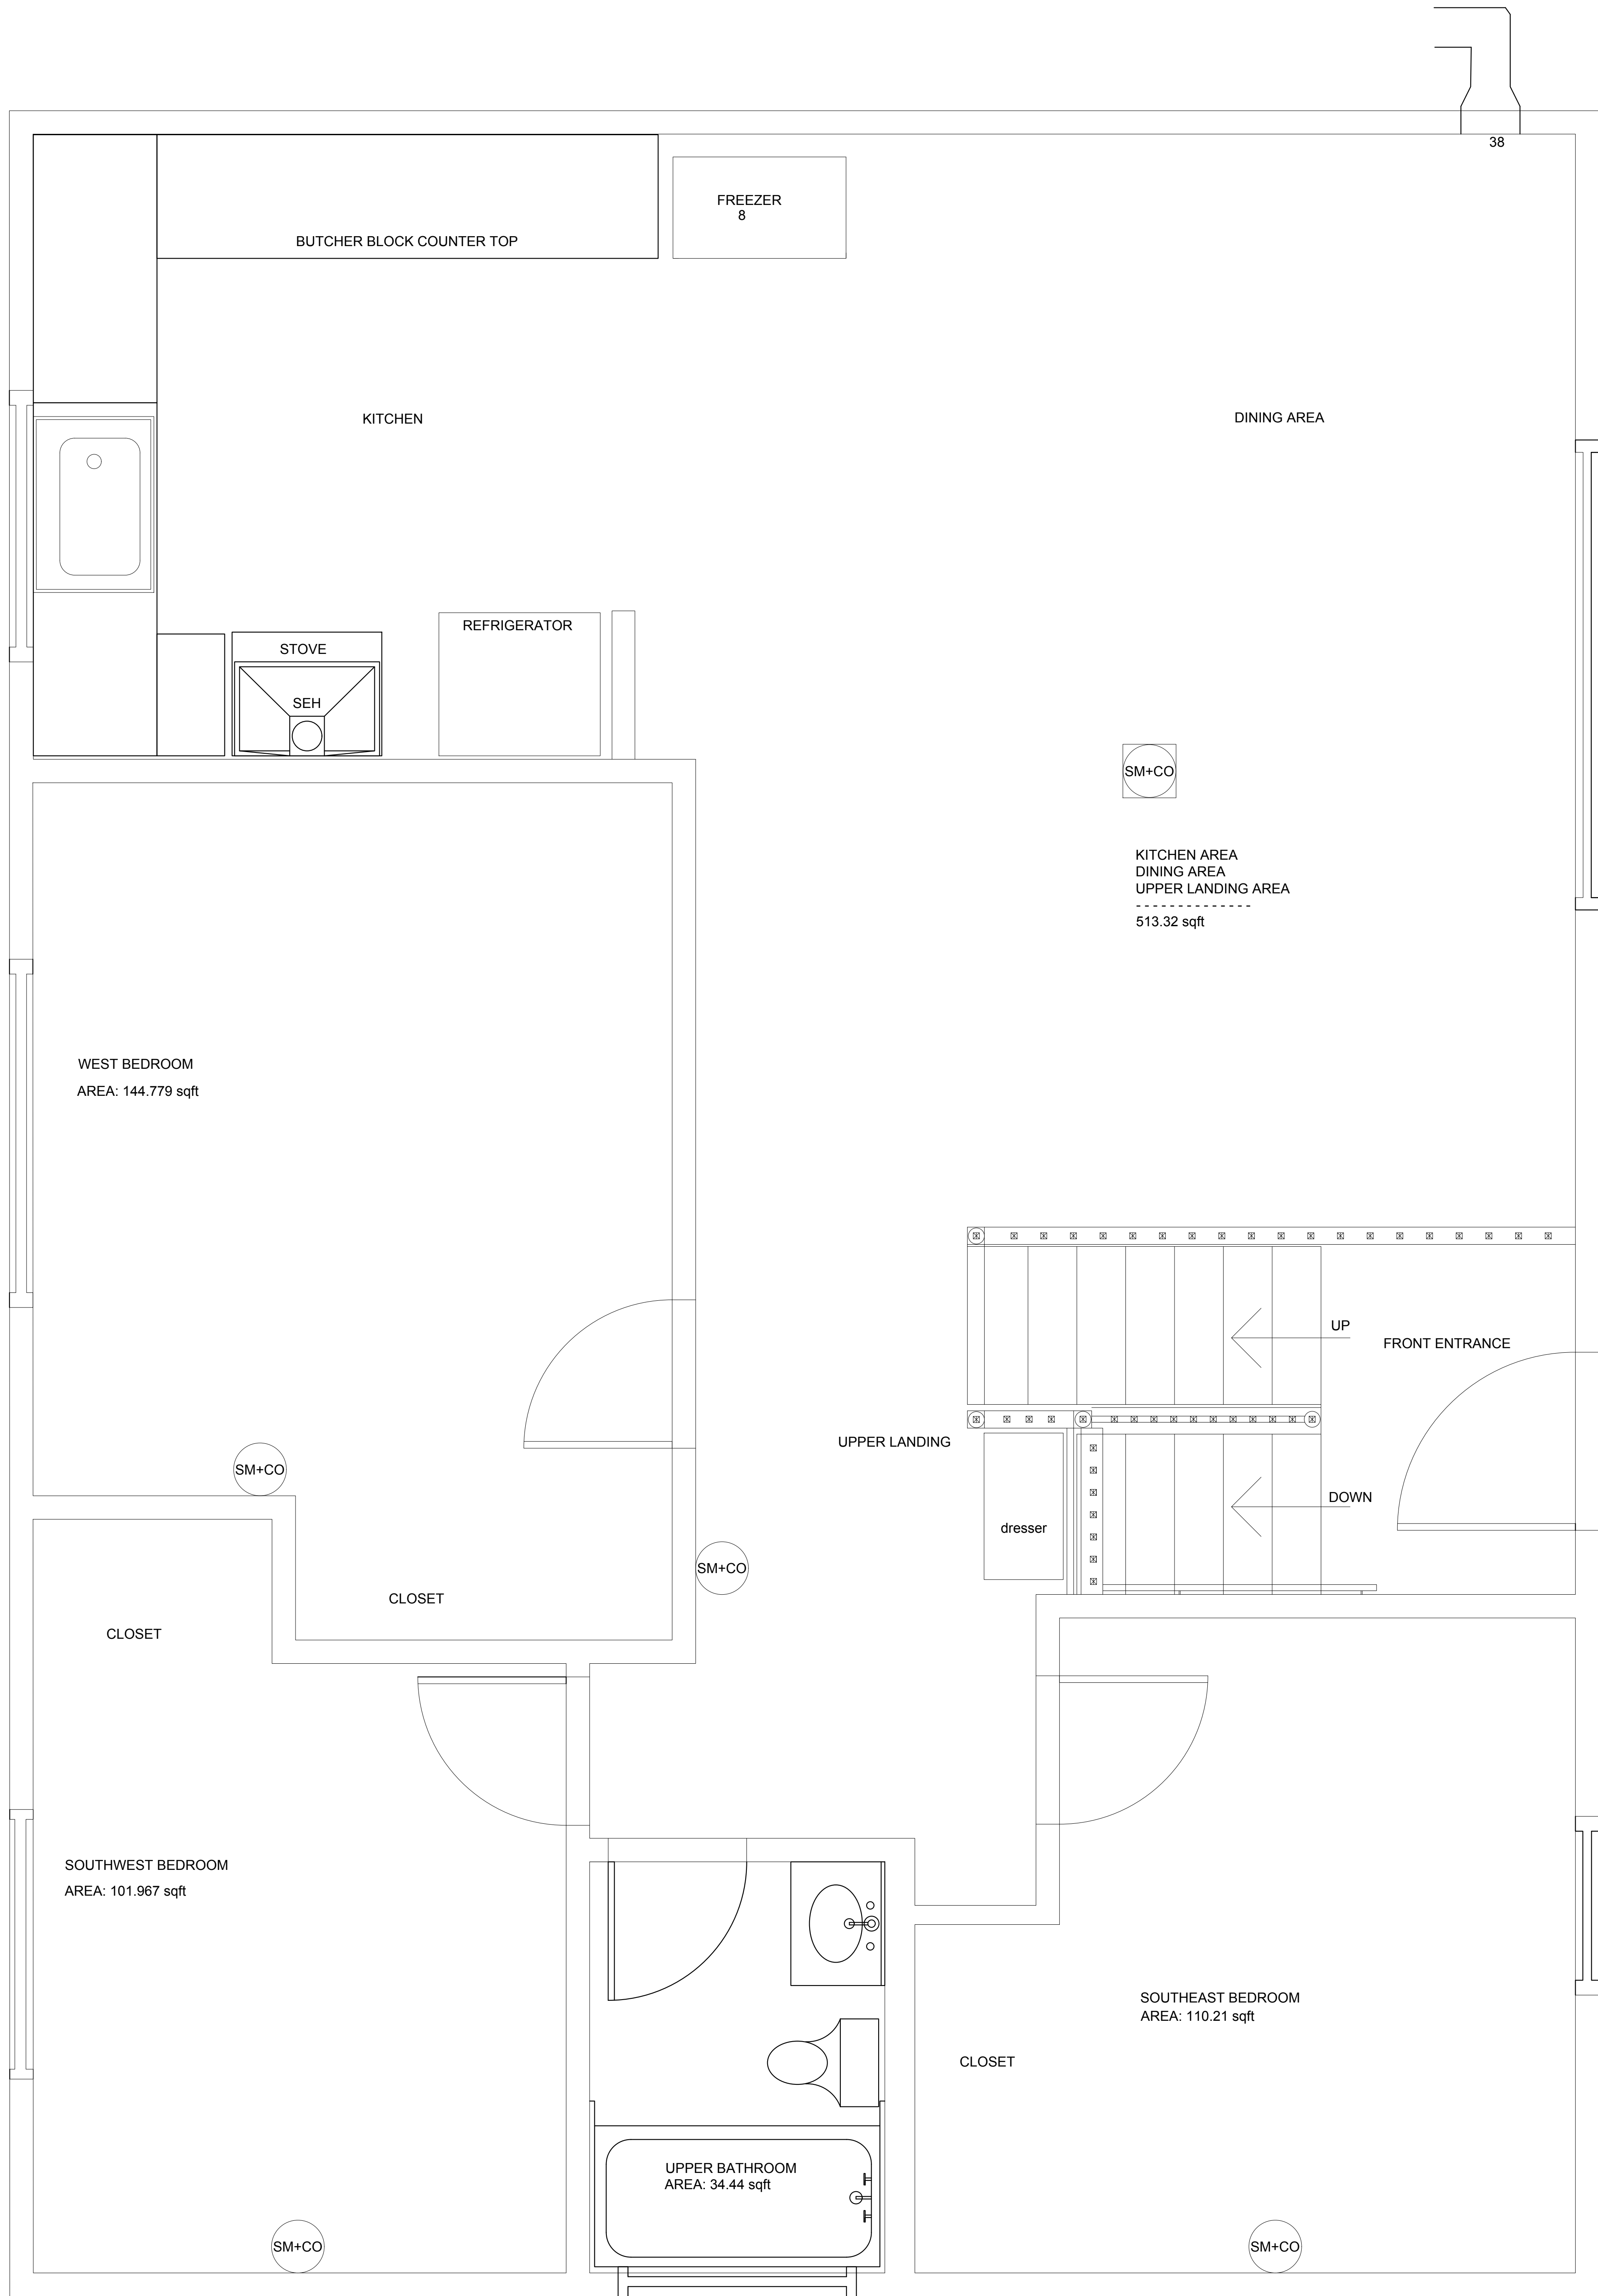 38
FREEZER
8
BUTCHER BLOCK COUNTER TOP
KITCHEN
DINING AREA
REFRIGERATOR
STOVE
SEH
SM+CO
KITCHEN AREA
DINING AREA
UPPER LANDING AREA
- - - - - - - - - - - - - -
513.32 sqft
WEST BEDROOM
AREA: 144.779 sqft
UP
FRONT ENTRANCE
UPPER LANDING
SM+CO
DOWN
dresser
SM+CO
CLOSET
CLOSET
SOUTHWEST BEDROOM
AREA: 101.967 sqft
SOUTHEAST BEDROOM
AREA: 110.21 sqft
CLOSET
UPPER BATHROOM
AREA: 34.44 sqft
SM+CO
SM+CO